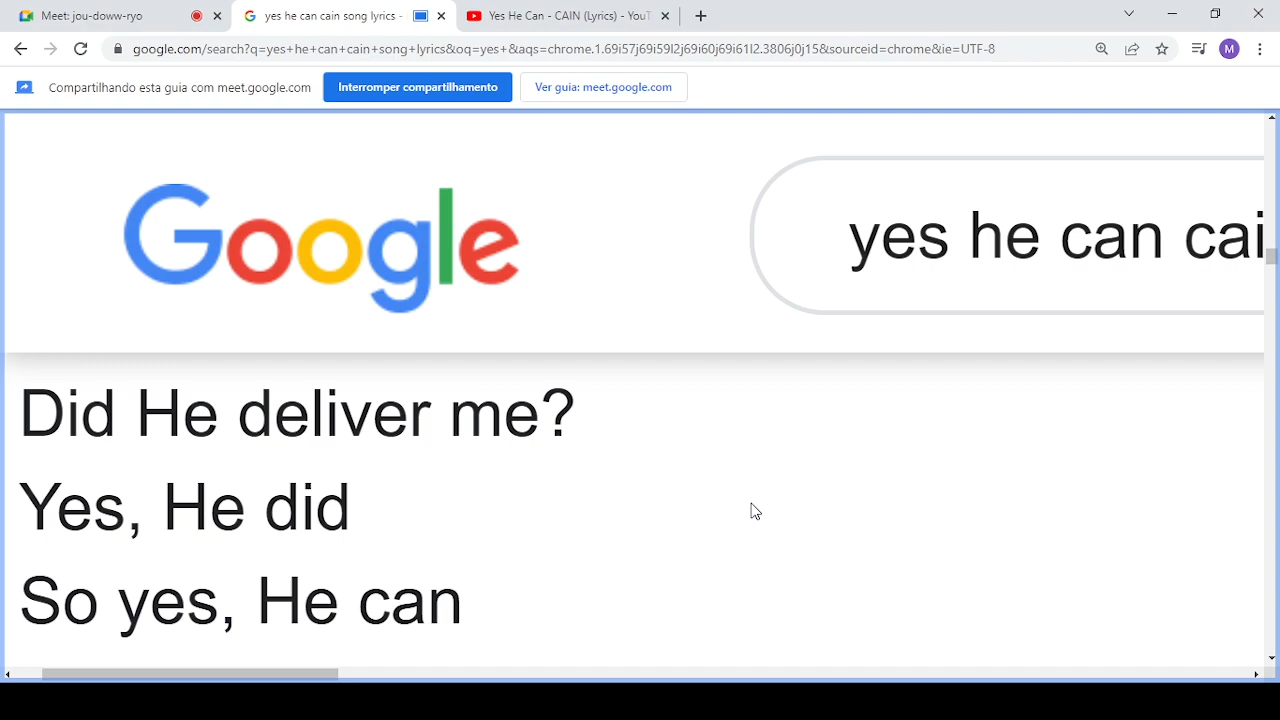 Meet: jou-doww-ryo
yes he can cain song lyrics -
Yes He Can - CAIN (Lyrics) - YouT
google.com/search?q=yes+he+can+cain+song+lyrics&oq=yes+&aqs=chrome.1.69i57j69i59l2j69i60j69i61l2.3806j0j15&sourceid=chrome&ie=UTF-8
M
Compartilhando esta guia com meet.google.com
Interromper compartilhamento
Ver guia: meet.google.com
Google
yes he can cai
Did He deliver me?
Yes, He did
So yes, He can